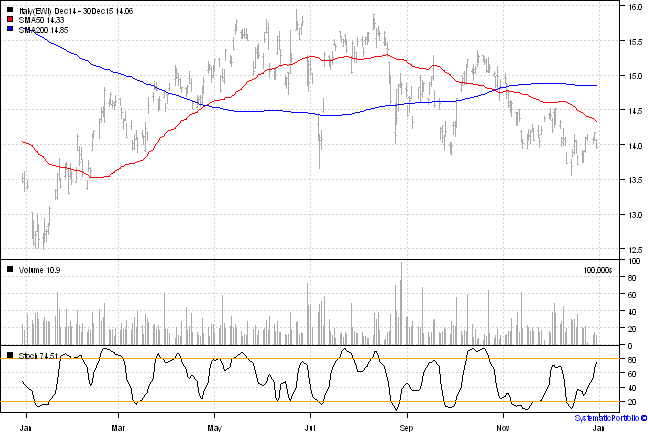 Italy(EWI) Dec14 - 30Dec15 14.06
SMA50 14.33
SMA200 14.85
16.0
15.5
15.0
14.5
14.0
13.5
13.0
12.5
Volume 10.9
100,000s
100
80
60
40
20
0
Stoch 74.51
80
60
40
20
Jan Mar May Jul Sep Nov Jan
SystematicPortfolio ©